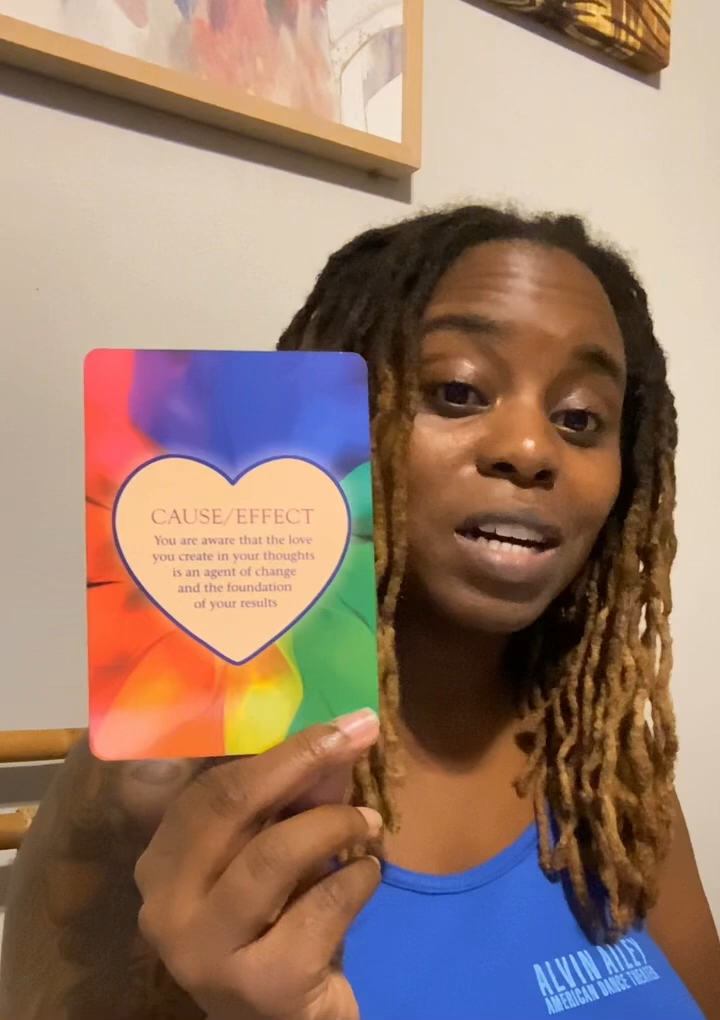 CAUSE/EFFECT
You are aware that the love
you create in your thoughts
is an agent of change
and the foundation
of your results
ALVIN AILEY
AMERICAN DANCE THEATER